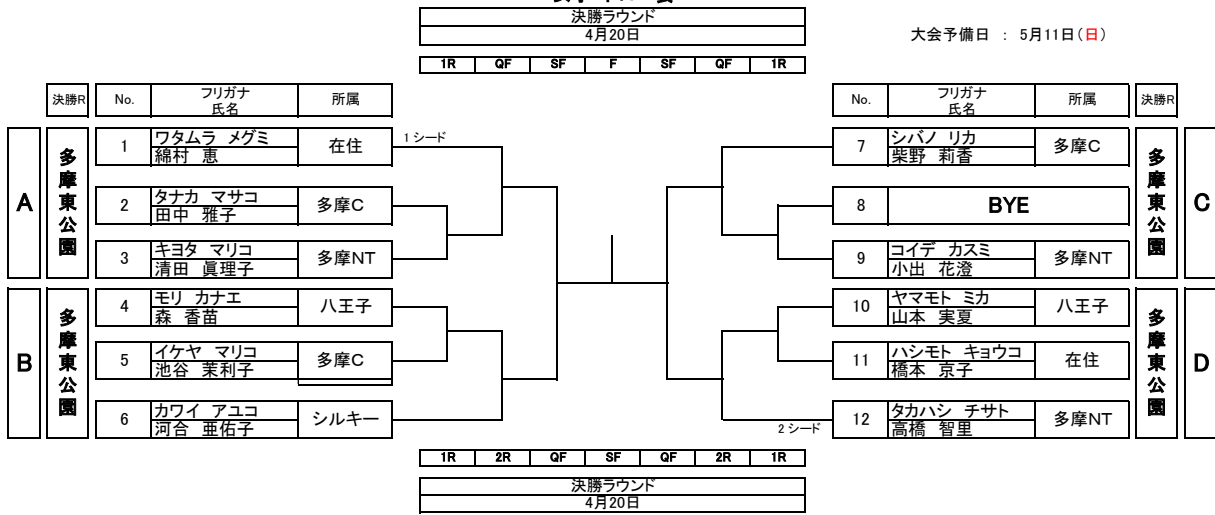 決勝ラウンド
4月20日
大会予備日 : 5月11日(日)
1R QF SF F SF QF 1R
決勝R No. フリガナ 氏名 所属
No. フリガナ 氏名 所属 決勝R
A
多摩東公園
1 ワタムラ メグミ 在住 1シード
綿村 恵
2 タナカ マサコ 多摩C
田中 雅子
3 キヨタ マリコ 多摩NT
清田 眞理子
B
多摩東公園
4 モリ カナエ 八王子
森 香苗
5 イケヤ マリコ 多摩C
池谷 茉利子
6 カワイ アユコ シルキー
河合 亜佑子
7 シバノ リカ 多摩C
柴野 莉香
8 BYE
9 コイデ カスミ 多摩NT
小出 花澄
多摩東公園
C
10 ヤマモト ミカ 八王子
山本 実夏
11 ハシモト キョウコ 在住
橋本 京子
2シード 12 タカハシ チサト 多摩NT
高橋 智里
多摩東公園
D
1R 2R QF SF QF 2R 1R
決勝ラウンド
4月20日